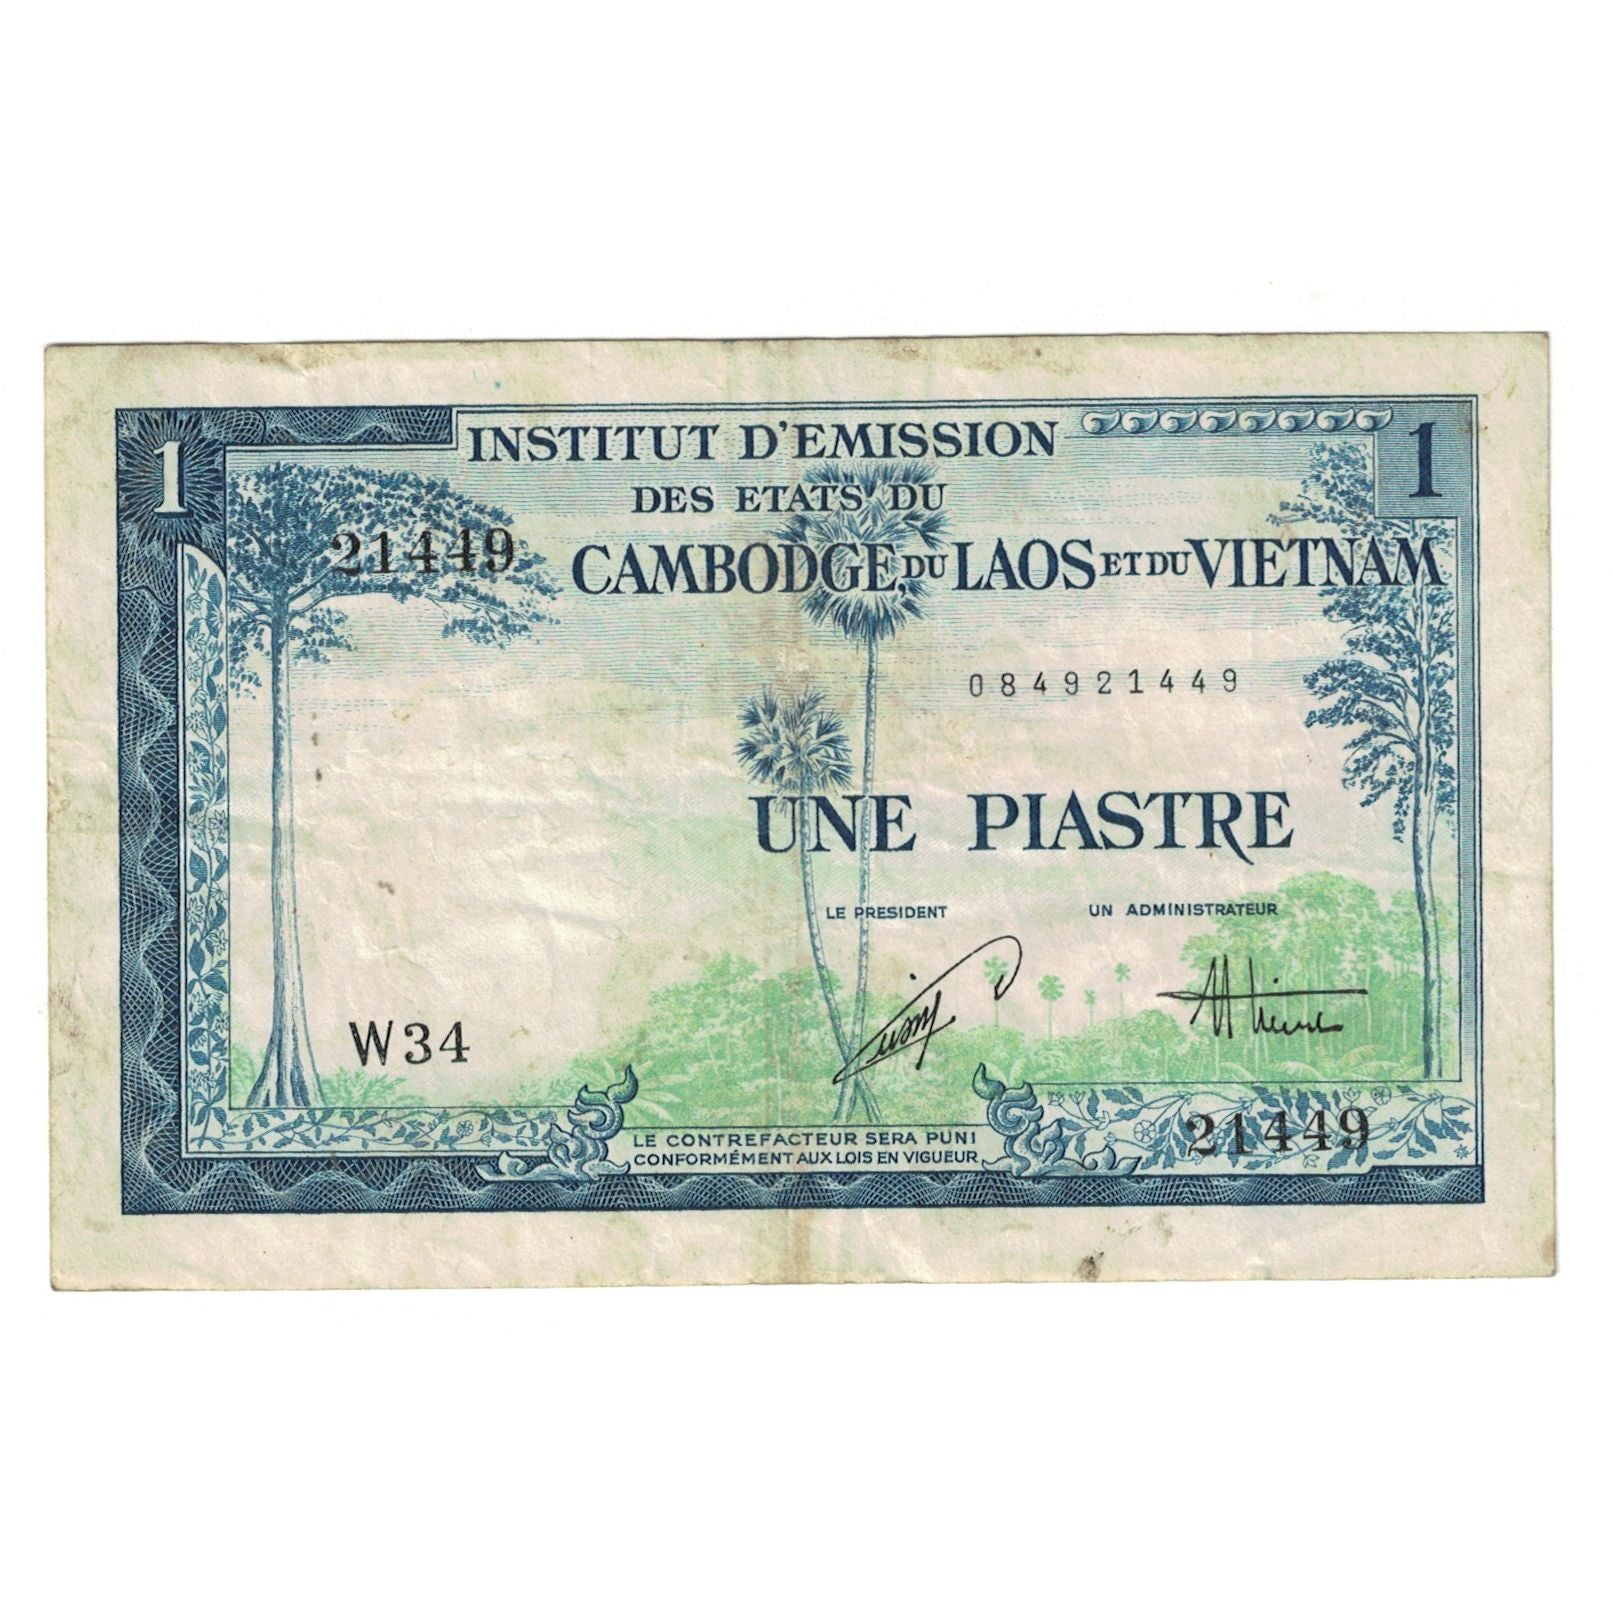 1
INSTITUT D'EMISSION
1
DES ETATS DU
21449
CAMBODGE, DU LAOS ET DU VIETNAM
084921449
UNE PIASTRE
LE PRESIDENT
UN ADMINISTRATEUR
W34
21449
LE CONTREFACTEUR SERA PUNI
CONFORMÉMENT AUX LOIS EN VIGUEUR